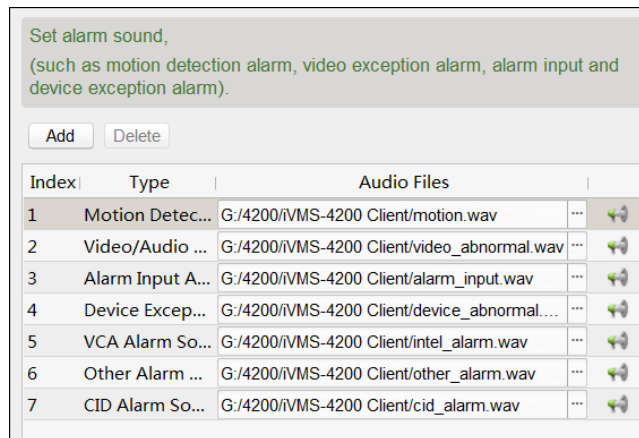 Set alarm sound,
(such as motion detection alarm, video exception alarm, alarm input and
device exception alarm).
Add Delete
Index Type Audio Files
1 Motion Detec... G:/4200/iVMS-4200 Client/motion.wav ...
2 Video/Audio ... G:/4200/iVMS-4200 Client/video_abnormal.wav ...
3 Alarm Input A... G:/4200/iVMS-4200 Client/alarm_input.wav ...
4 Device Excep... G:/4200/iVMS-4200 Client/device_abnormal.... ...
5 VCA Alarm So... G:/4200/iVMS-4200 Client/intel_alarm.wav ...
6 Other Alarm ... G:/4200/iVMS-4200 Client/other_alarm.wav ...
7 CID Alarm So... G:/4200/iVMS-4200 Client/cid_alarm.wav ...